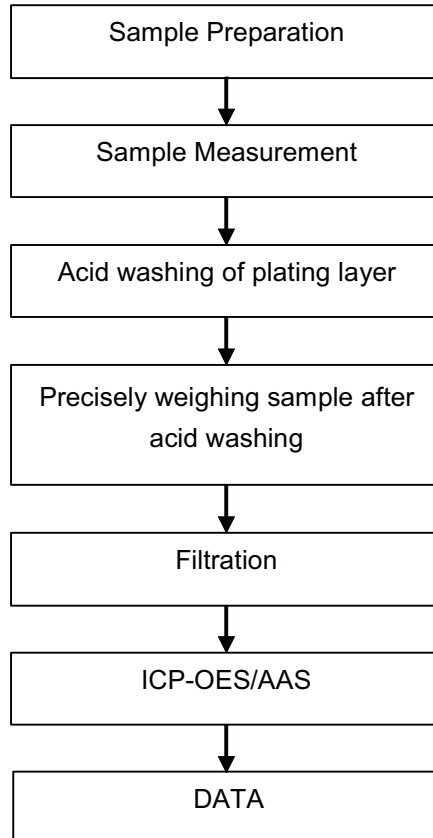 Sample Preparation
Sample Measurement
Acid washing of plating layer
Precisely weighing sample after
acid washing
Filtration
ICP-OES/AAS
DATA